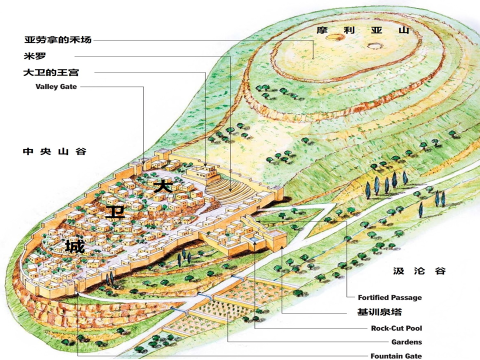 摩利亚山
亚劳拿的禾场
米罗
大卫的王宫
Valley Gate
中央山谷
大
卫
城
汲沦谷
Fortified Passage
基训泉塔
Rock-Cut Pool
Gardens
Fountain Gate